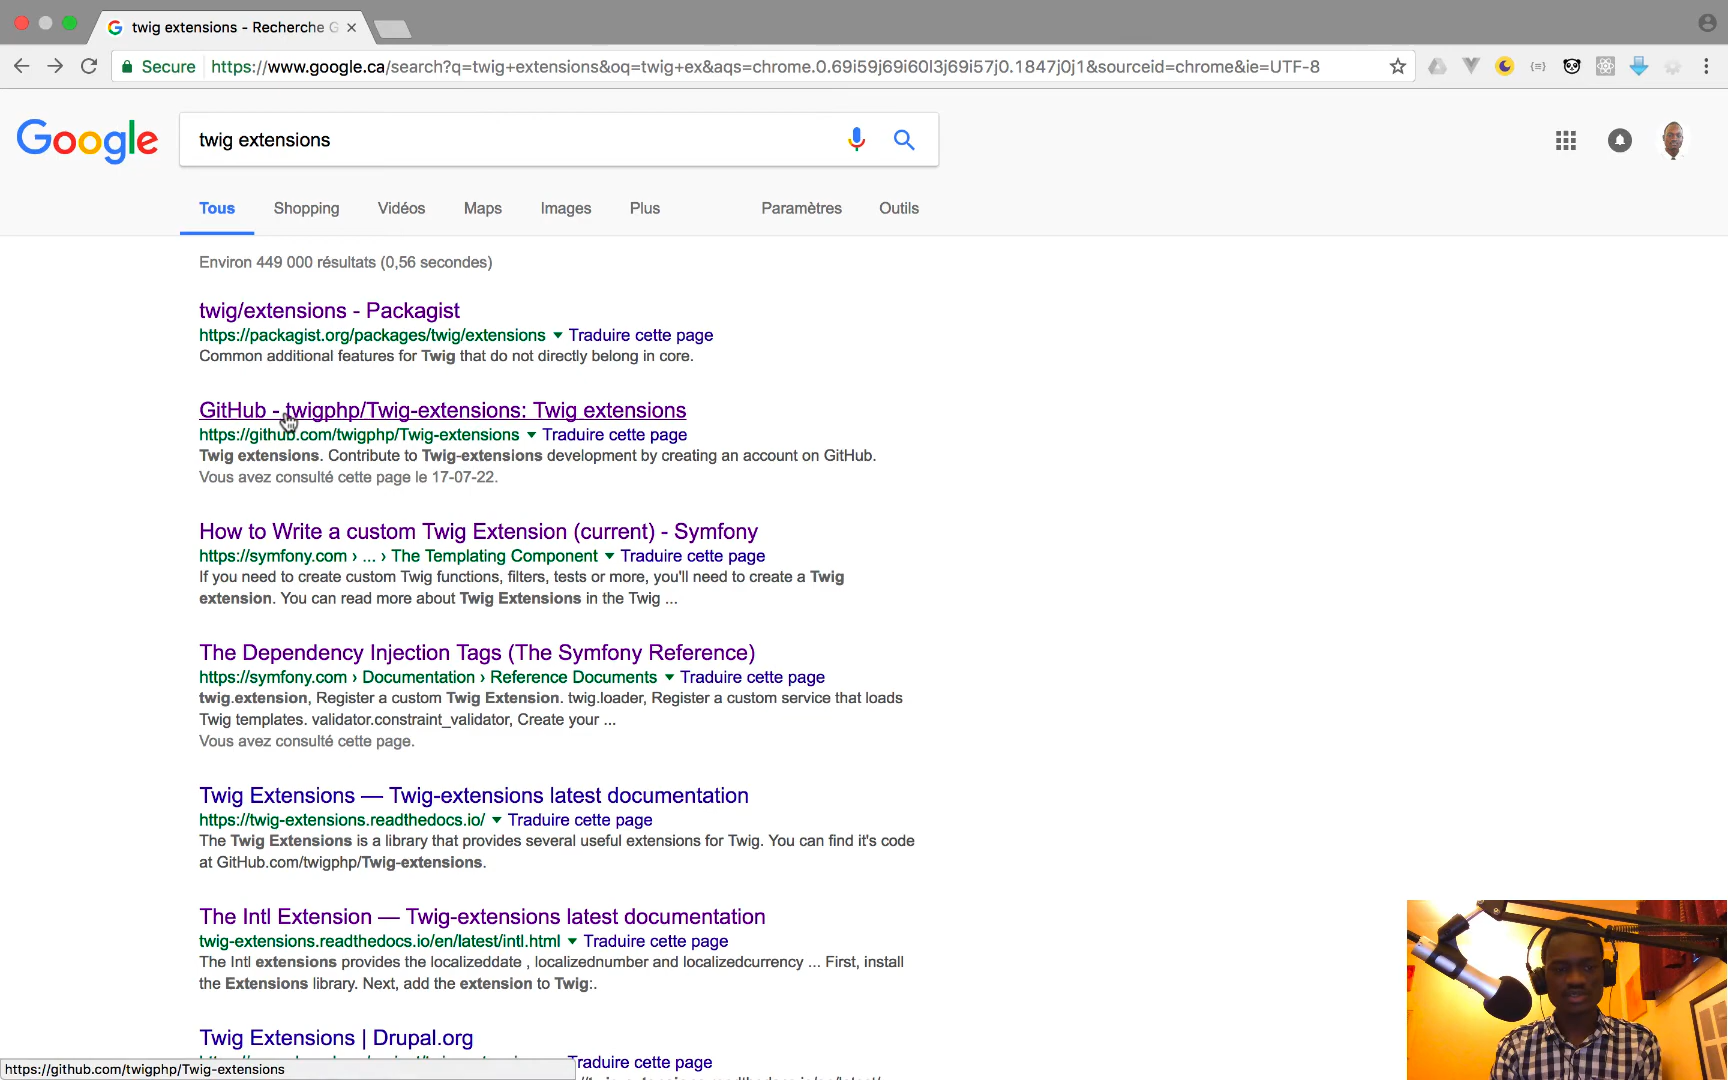 twig extensions - Recherche G
Secure https://www.google.ca/search?q=twig+extensions&oq=twig+ex&aqs=chrome.0.69i59j69i60l3j69i57j0.1847j0j1&sourceid=chrome&ie=UTF-8
Google
twig extensions
Tous Shopping Vidéos Maps Images Plus Paramètres Outils
Environ 449 000 résultats (0,56 secondes)
twig/extensions - Packagist
https://packagist.org/packages/twig/extensions Traduire cette page
Common additional features for Twig that do not directly belong in core.
GitHub - twigphp/Twig-extensions: Twig extensions
https://github.com/twigphp/Twig-extensions Traduire cette page
Twig extensions. Contribute to Twig-extensions development by creating an account on GitHub.
Vous avez consulté cette page le 17-07-22.
How to Write a custom Twig Extension (current) - Symfony
https://symfony.com › ... › The Templating Component Traduire cette page
If you need to create custom Twig functions, filters, tests or more, you'll need to create a Twig
extension. You can read more about Twig Extensions in the Twig ...
The Dependency Injection Tags (The Symfony Reference)
https://symfony.com › Documentation › Reference Documents Traduire cette page
twig.extension, Register a custom Twig Extension. twig.loader, Register a custom service that loads
Twig templates. validator.constraint_validator, Create your ...
Vous avez consulté cette page.
Twig Extensions — Twig-extensions latest documentation
https://twig-extensions.readthedocs.io/ Traduire cette page
The Twig Extensions is a library that provides several useful extensions for Twig. You can find it's code
at GitHub.com/twigphp/Twig-extensions.
The Intl Extension — Twig-extensions latest documentation
twig-extensions.readthedocs.io/en/latest/intl.html Traduire cette page
The Intl extensions provides the localizeddate , localizednumber and localizedcurrency ... First, install
the Extensions library. Next, add the extension to Twig:.
Twig Extensions | Drupal.org
Traduire cette page
https://github.com/twigphp/Twig-extensions